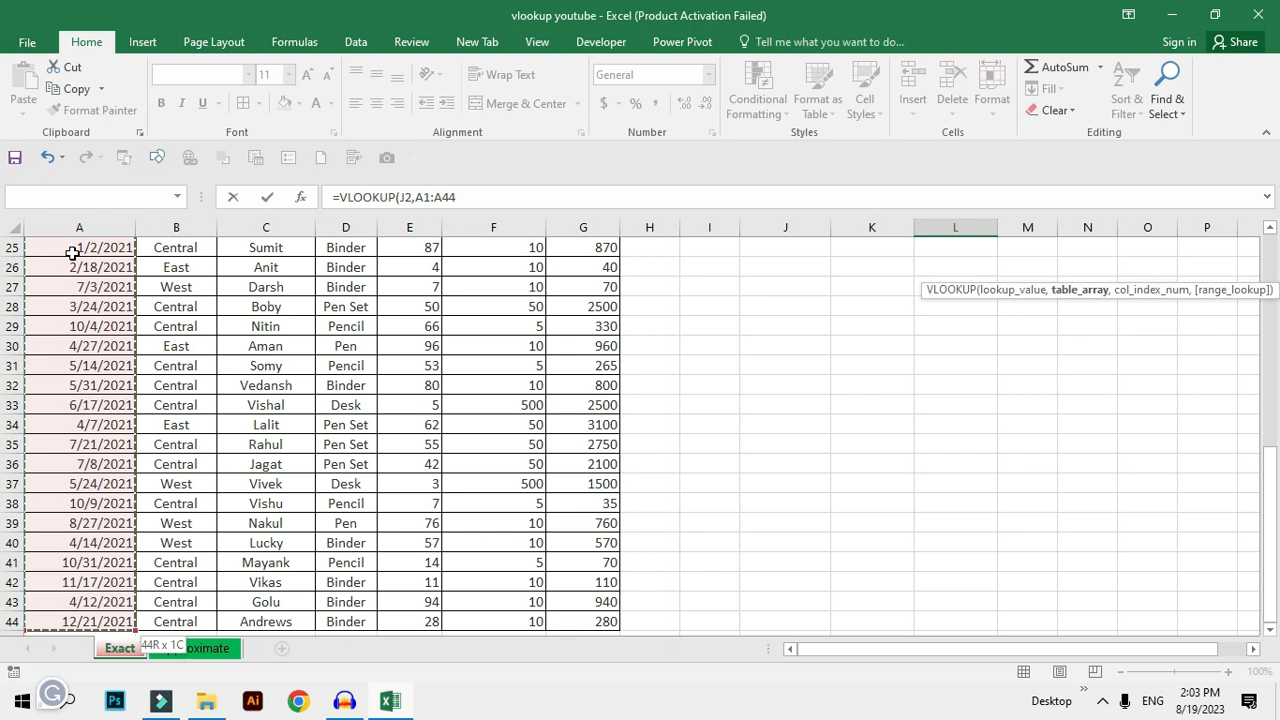 vlookup youtube - Excel (Product Activation Failed)
File Home Insert Page Layout Formulas Data Review New Tab View Developer Power Pivot Tell me what you want to do... Sign in Share
Paste Cut Copy Format Painter
11 Wrap Text Merge & Center
General $ % ,
Conditional Formatting Format as Table Cell Styles
Insert Delete Format
AutoSum Fill Clear Sort & Filter Find & Select
Clipboard Font Alignment Number Styles Cells Editing
=VLOOKUP(J2,A1:A44
A B C D E F G H I J K L M N O P
25 1/2/2021 Central Sumit Binder 87 10 870
26 2/18/2021 East Anit Binder 4 10 40
27 7/3/2021 West Darsh Binder 7 10 70
VLOOKUP(lookup_value, table_array, col_index_num, [range_lookup])
28 3/24/2021 Central Boby Pen Set 50 50 2500
29 10/4/2021 Central Nitin Pencil 66 5 330
30 4/27/2021 East Aman Pen 96 10 960
31 5/14/2021 Central Somy Pencil 53 5 265
32 5/31/2021 Central Vedansh Binder 80 10 800
33 6/17/2021 Central Vishal Desk 5 500 2500
34 4/7/2021 East Lalit Pen Set 62 50 3100
35 7/21/2021 Central Rahul Pen Set 55 50 2750
36 7/8/2021 Central Jagat Pen Set 42 50 2100
37 5/24/2021 West Vivek Desk 3 500 1500
38 10/9/2021 Central Vishu Pencil 7 5 35
39 8/27/2021 West Nakul Pen 76 10 760
40 4/14/2021 West Lucky Binder 57 10 570
41 10/31/2021 Central Mayank Pencil 14 5 70
42 11/17/2021 Central Vikas Binder 11 10 110
43 4/12/2021 Central Golu Binder 94 10 940
44 12/21/2021 Central Andrews Binder 28 10 280
Exact 44R x 1C
100%
Desktop ENG 2:03 PM
8/19/2023